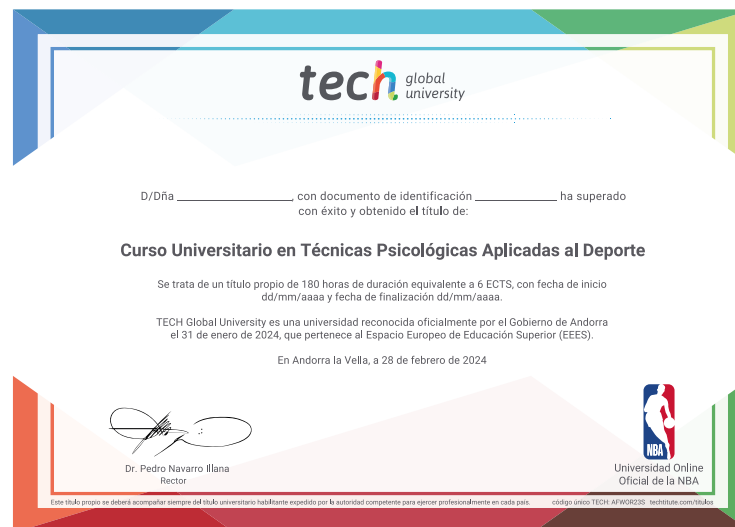 tech global
university
D/Dña ____________, con documento de identificación ____________ ha superado
con éxito y obtenido el título de:
Curso Universitario en Técnicas Psicológicas Aplicadas al Deporte
Se trata de un título propio de 180 horas de duración equivalente a 6 ECTS, con fecha de inicio
dd/mm/aaaa y fecha de finalización dd/mm/aaaa.
TECH Global University es una universidad reconocida oficialmente por el Gobierno de Andorra
el 31 de enero de 2024, que pertenece al Espacio Europeo de Educación Superior (EEES).
En Andorra la Vella, a 28 de febrero de 2024
Dr. Pedro Navarro Illana
Rector
NBA
Universidad Online
Oficial de la NBA
Este título propio se deberá acompañar siempre del título universitario habilitante expedido por la autoridad competente para ejercer profesionalmente en cada país. código único TECH: AFWOR23S techtitute.com/titulos